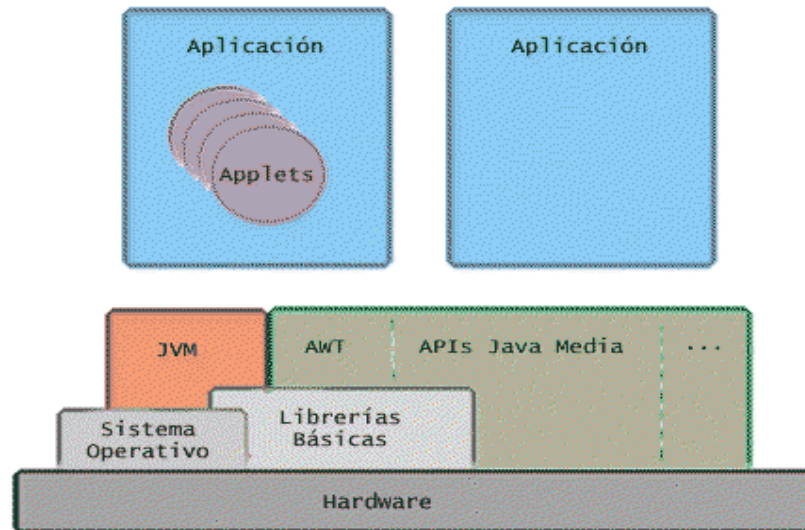 Aplicación
Aplicación
Applets
JVM
AWT
APIs Java Media
...
Librerías
Básicas
Sistema
Operativo
Hardware